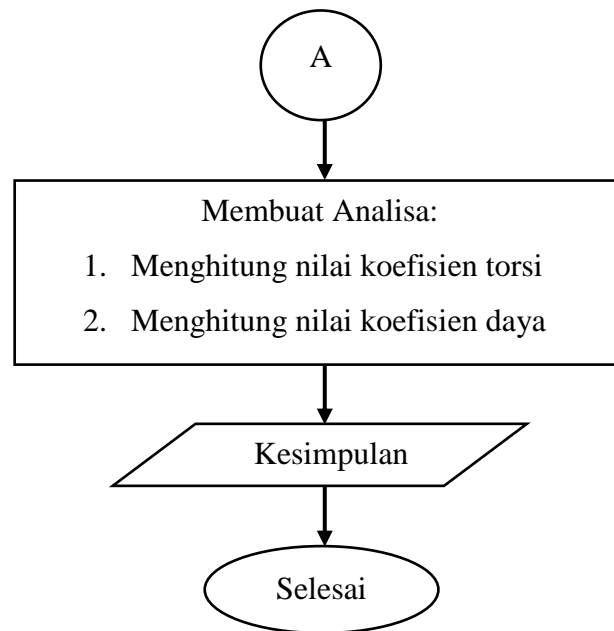 A
Membuat Analisa:
1. Menghitung nilai koefisien torsi
2. Menghitung nilai koefisien daya
Kesimpulan
Selesai